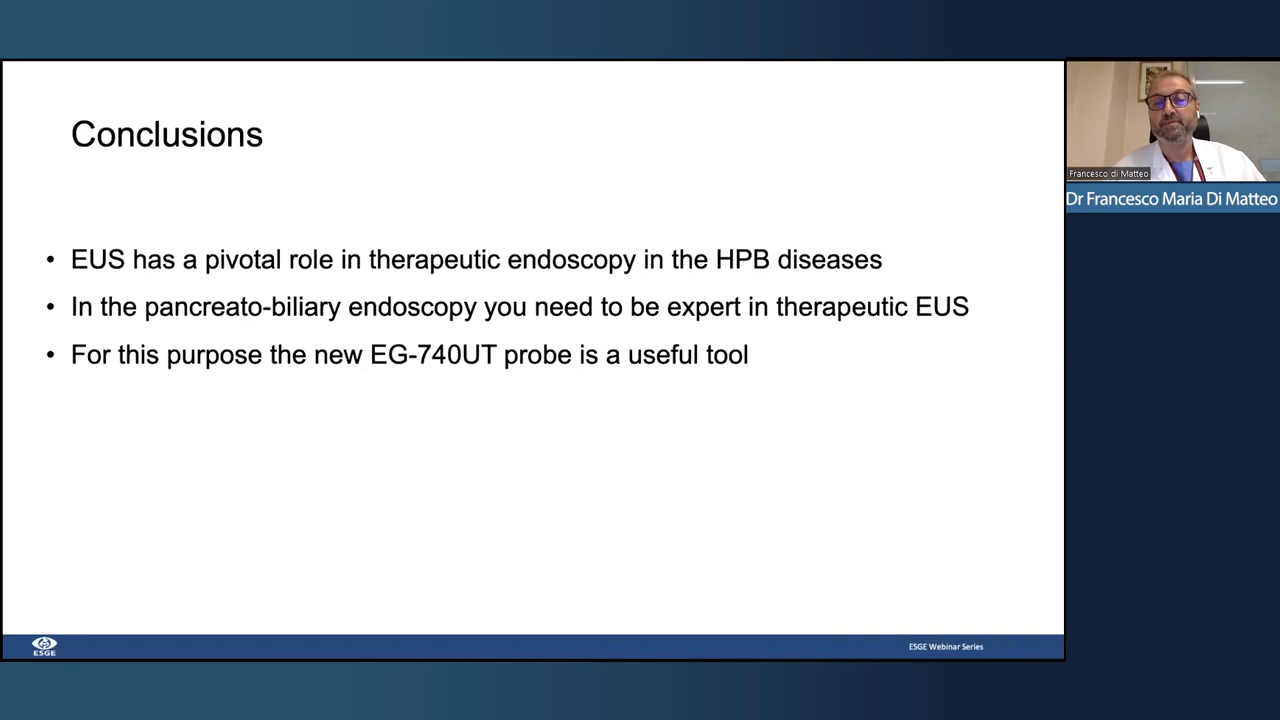 Conclusions
• EUS has a pivotal role in therapeutic endoscopy in the HPB diseases
• In the pancreato-biliary endoscopy you need to be expert in therapeutic EUS
• For this purpose the new EG-740UT probe is a useful tool
Francesco di Matteo
Dr Francesco Maria Di Matteo
ESGE
ESGE Webinar Series